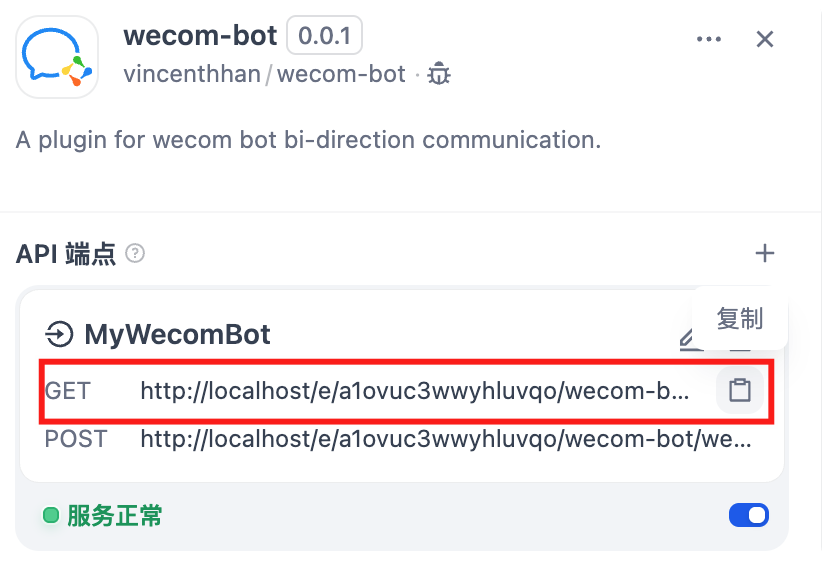 wecom-bot 0.0.1
vincenthhan/wecom-bot ·
A plugin for wecom bot bi-direction communication.
API 端点
MyWecomBot
复制
GET http://localhost/e/a1ovuc3wwyhluvqo/wecom-b...
POST http://localhost/e/a1ovuc3wwyhluvqo/wecom-bot/we...
服务正常